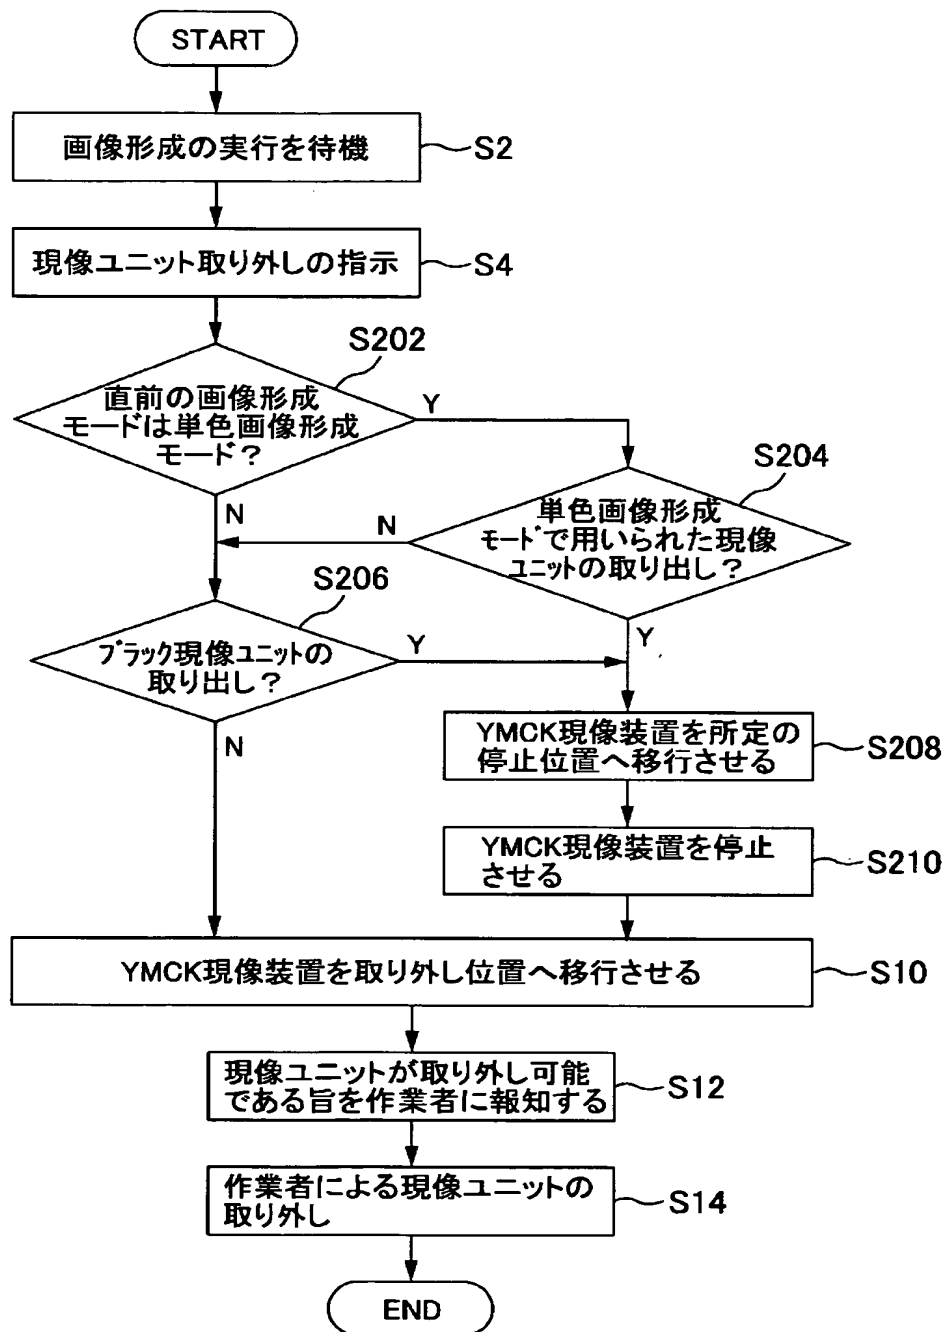 START
画像形成の実行を待機
S2
現像ユニット取り外しの指示
S4
S202
直前の画像形成
モードは単色画像形成
モード？
Y
N
S204
単色画像形成
モードで用いられた現像
ユニットの取り出し？
N
Y
S206
ブラック現像ユニットの
取り出し？
Y
N
YMCK現像装置を所定の
停止位置へ移行させる
S208
YMCK現像装置を停止
させる
S210
YMCK現像装置を取り外し位置へ移行させる
S10
現像ユニットが取り外し可能
である旨を作業者に報知する
S12
作業者による現像ユニットの
取り外し
S14
END